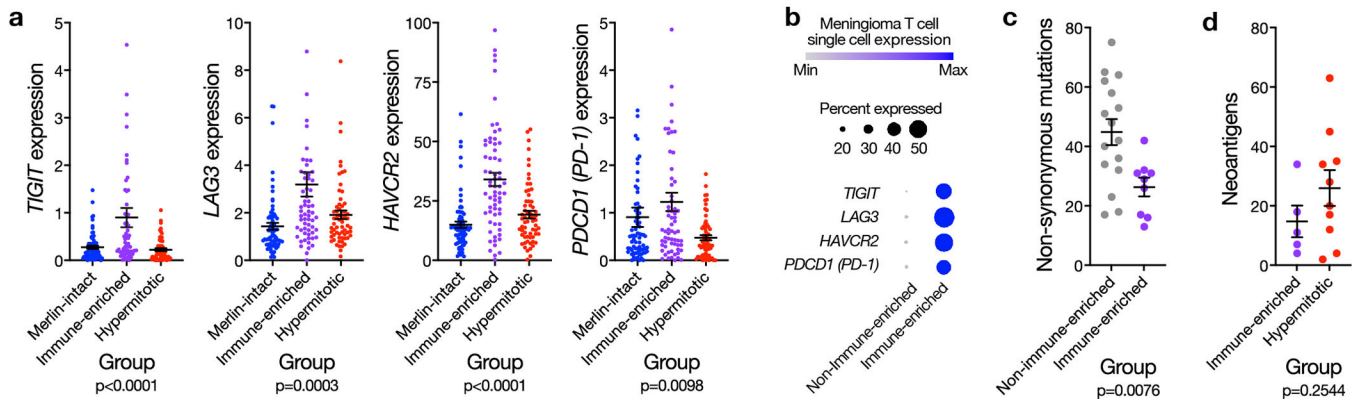 a
TIGIT expression
5
4
3
2
1
0
Merlin-intact
Immune-enriched
Hypermitotic
Group
p<0.0001
LAG3 expression
10
8
6
4
2
0
Merlin-intact
Immune-enriched
Hypermitotic
Group
p=0.0003
HAVCR2 expression
100
75
50
25
0
Merlin-intact
Immune-enriched
Hypermitotic
Group
p<0.0001
PDCD1 (PD-1) expression
5
4
3
2
1
0
Merlin-intact
Immune-enriched
Hypermitotic
Group
p=0.0098
b
Meningioma T cell
single cell expression
Min Max
Percent expressed
20 30 40 50
TIGIT
LAG3
HAVCR2
PDCD1 (PD-1)
Non-Immune-enriched
Immune-enriched
c
Non-synonymous mutations
80
60
40
20
0
Non-immune-enriched
Immune-enriched
Group
p=0.0076
d
Neoantigens
80
60
40
20
0
Immune-enriched
Hypermitotic
Group
p=0.2544